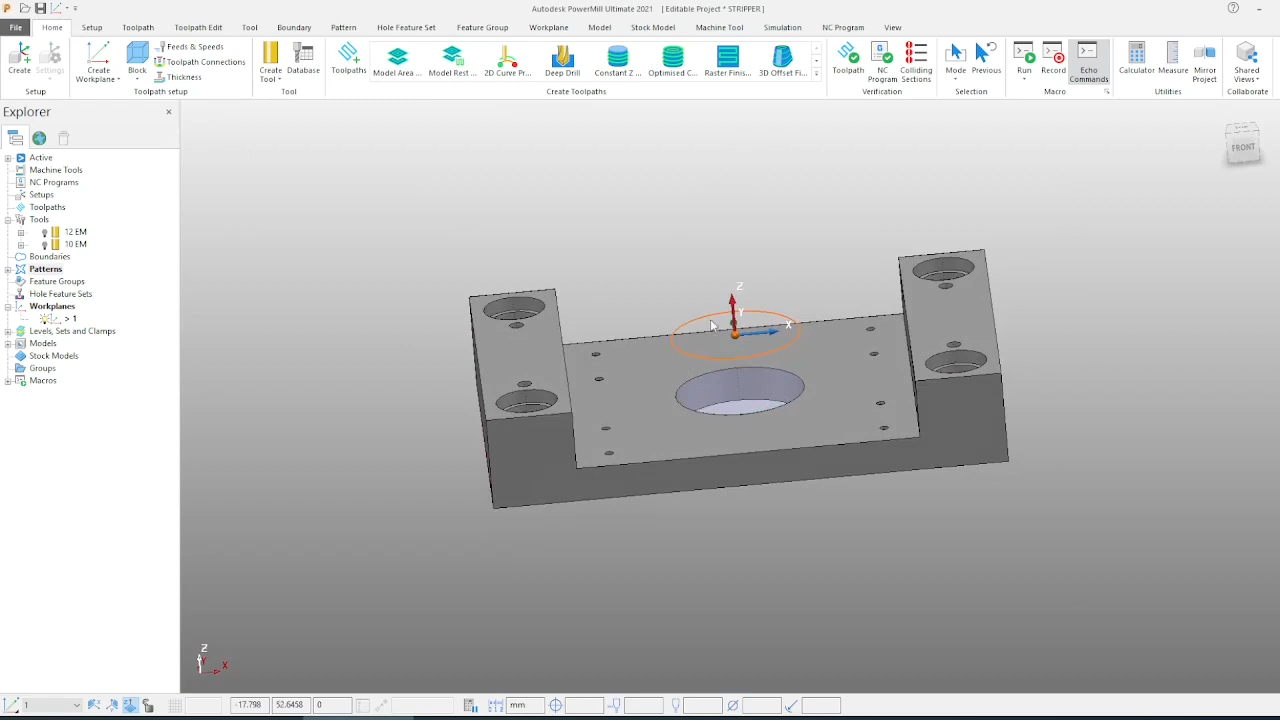 Autodesk PowerMill Ultimate 2021 [ Editable Project * STRIPPER ]
File Home Setup Toolpath Toolpath Edit Tool Boundary Pattern Hole Feature Set Feature Group Workplane Model Stock Model Machine Tool Simulation NC Program View
Create Settings Create Workplane Block Feeds & Speeds Toolpath Connections Thickness Create Tool Database Toolpaths Model Area ... Model Rest ... 2D Curve Pr... Deep Drill Constant Z ... Optimised C... Raster Finis... 3D Offset Fi... Toolpath NC Program Colliding Sections Mode Previous Run Record Echo Commands Calculator Measure Mirror Project Shared Views
Setup Toolpath setup Tool Create Toolpaths Verification Selection Macro Utilities Collaborate
Explorer
Active
Machine Tools
NC Programs
Setups
Toolpaths
Tools
12 EM
10 EM
Boundaries
Patterns
Feature Groups
Hole Feature Sets
Workplanes
> 1
Levels, Sets and Clamps
Models
Stock Models
Groups
Macros
FRONT
Z
Y
X
Z
Y
X
1 -17.798 52.6458 0 mm